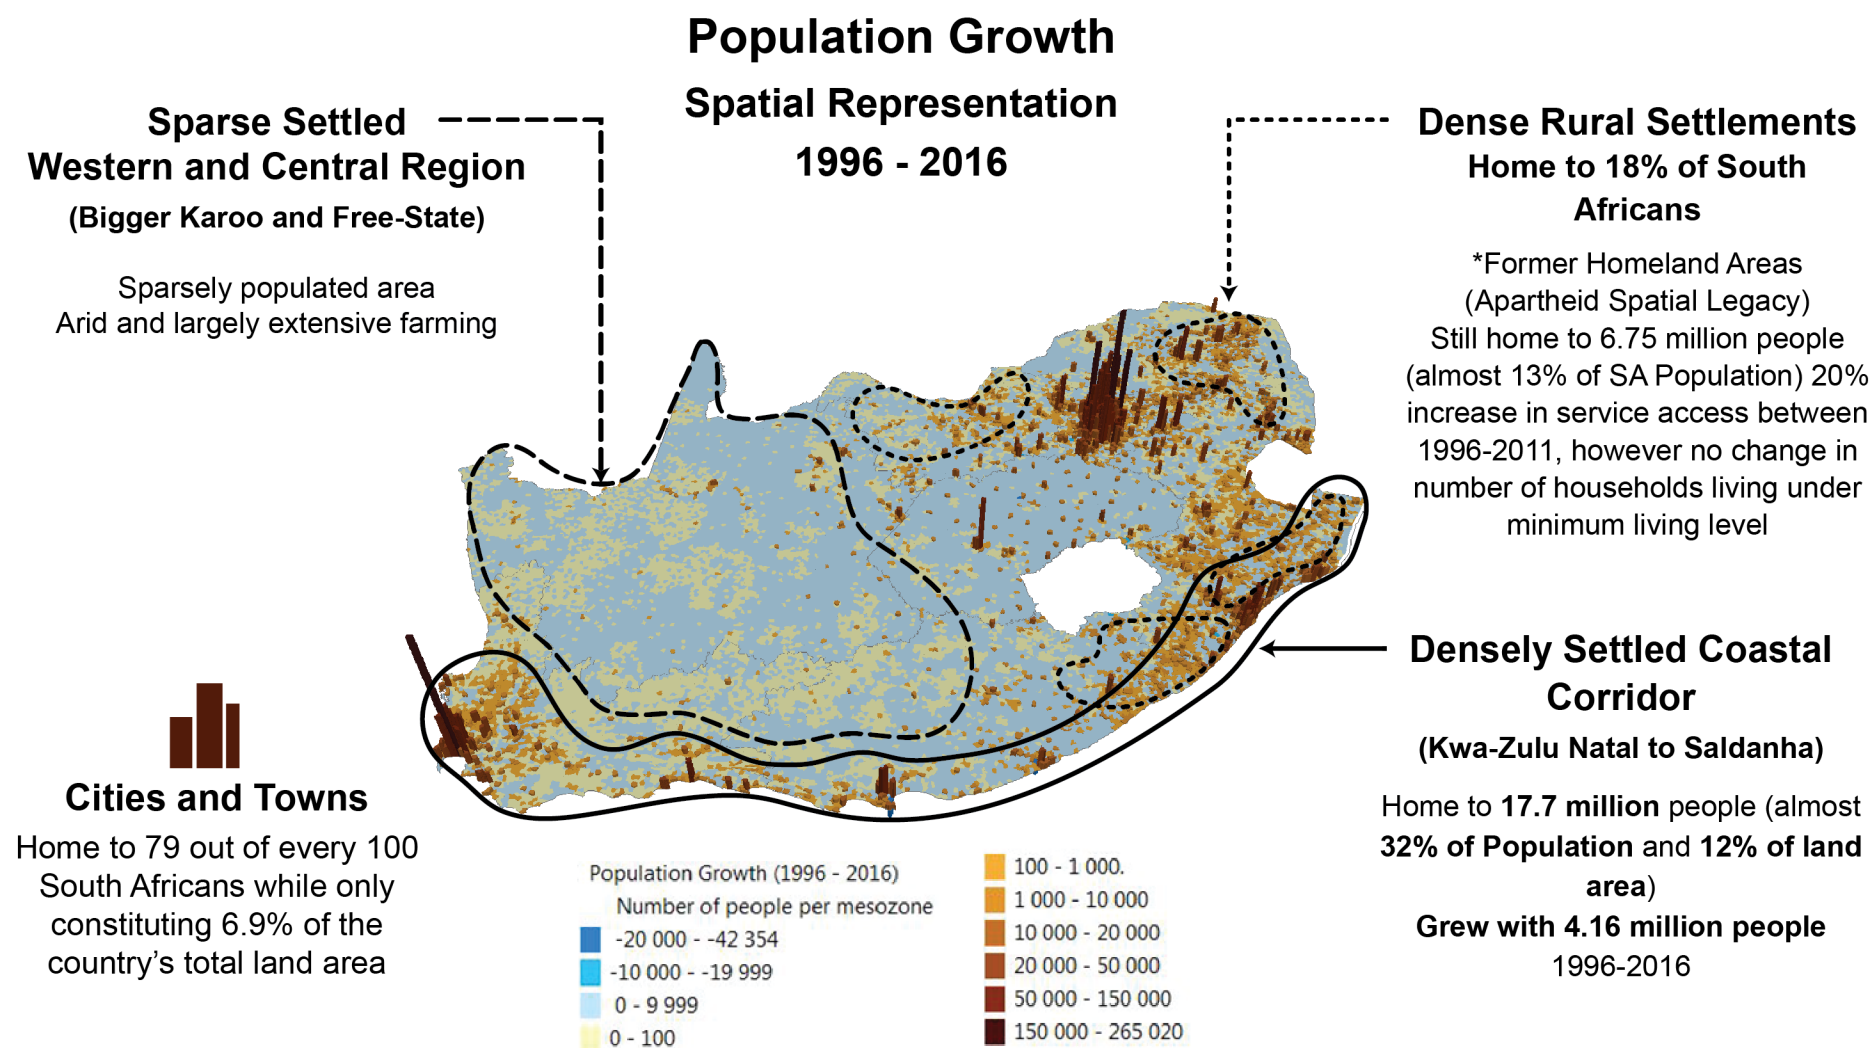 Population Growth
Spatial Representation
1996 - 2016
Sparse Settled
Western and Central Region
(Bigger Karoo and Free-State)
Sparsely populated area
Arid and largely extensive farming
Dense Rural Settlements
Home to 18% of South
Africans
*Former Homeland Areas
(Apartheid Spatial Legacy)
Still home to 6.75 million people
(almost 13% of SA Population) 20%
increase in service access between
1996-2011, however no change in
number of households living under
minimum living level
Densely Settled Coastal
Corridor
(Kwa-Zulu Natal to Saldanha)
Home to 17.7 million people (almost
32% of Population and 12% of land
area)
Grew with 4.16 million people
1996-2016
Cities and Towns
Home to 79 out of every 100
South Africans while only
constituting 6.9% of the
country’s total land area
Population Growth (1996 - 2016)
Number of people per mesozone
-20 000 - -42 354
-10 000 - -19 999
0 - 9 999
0 - 100
100 - 1 000.
1 000 - 10 000
10 000 - 20 000
20 000 - 50 000
50 000 - 150 000
150 000 - 265 020